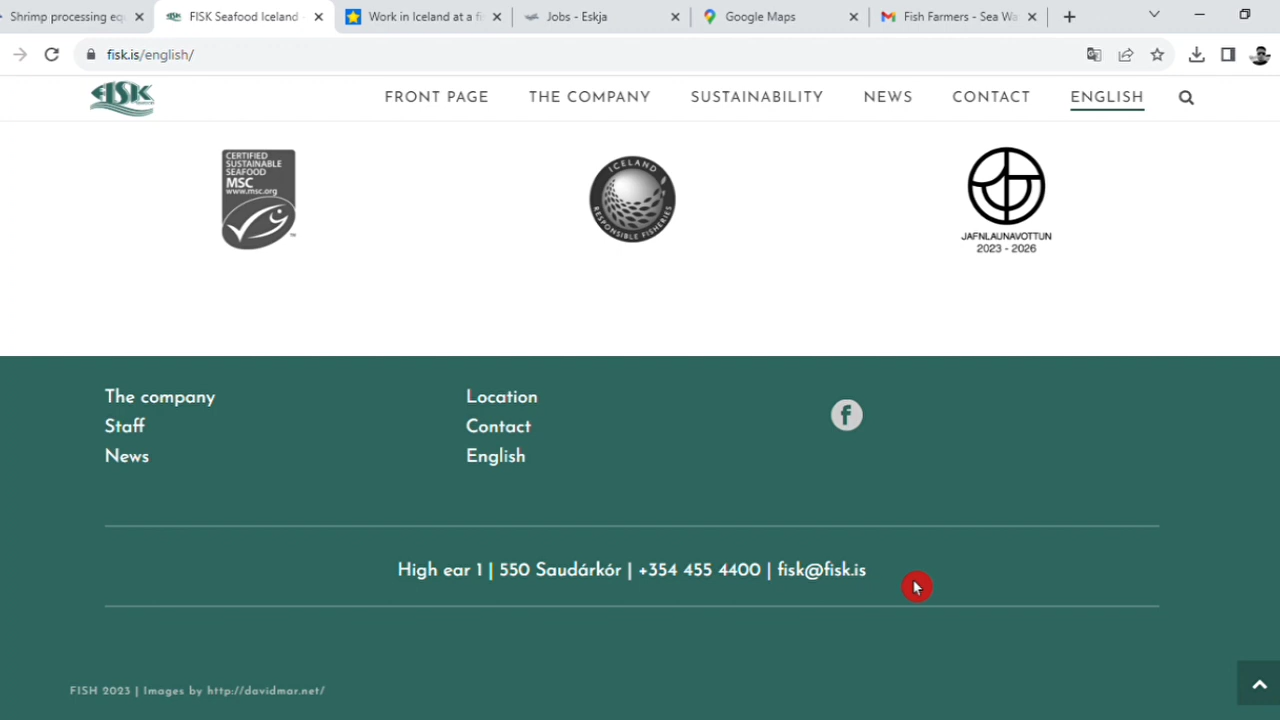 Shrimp processing eq
FISK Seafood Iceland
Work in Iceland at a fi
Jobs - Eskja
Google Maps
Fish Farmers - Sea Wa
fisk.is/english/
FISK
FRONT PAGE
THE COMPANY
SUSTAINABILITY
NEWS
CONTACT
ENGLISH
CERTIFIED
SUSTAINABLE
SEAFOOD
MSC
www.msc.org
TM
ICELAND
RESPONSIBLE FISHERIES
JAFNLAUNAVOTTUN
2023 - 2026
The company
Staff
News
Location
Contact
English
High ear 1 | 550 Saudárkór | +354 455 4400 | fisk@fisk.is
FISH 2023 | Images by http://davidmar.net/